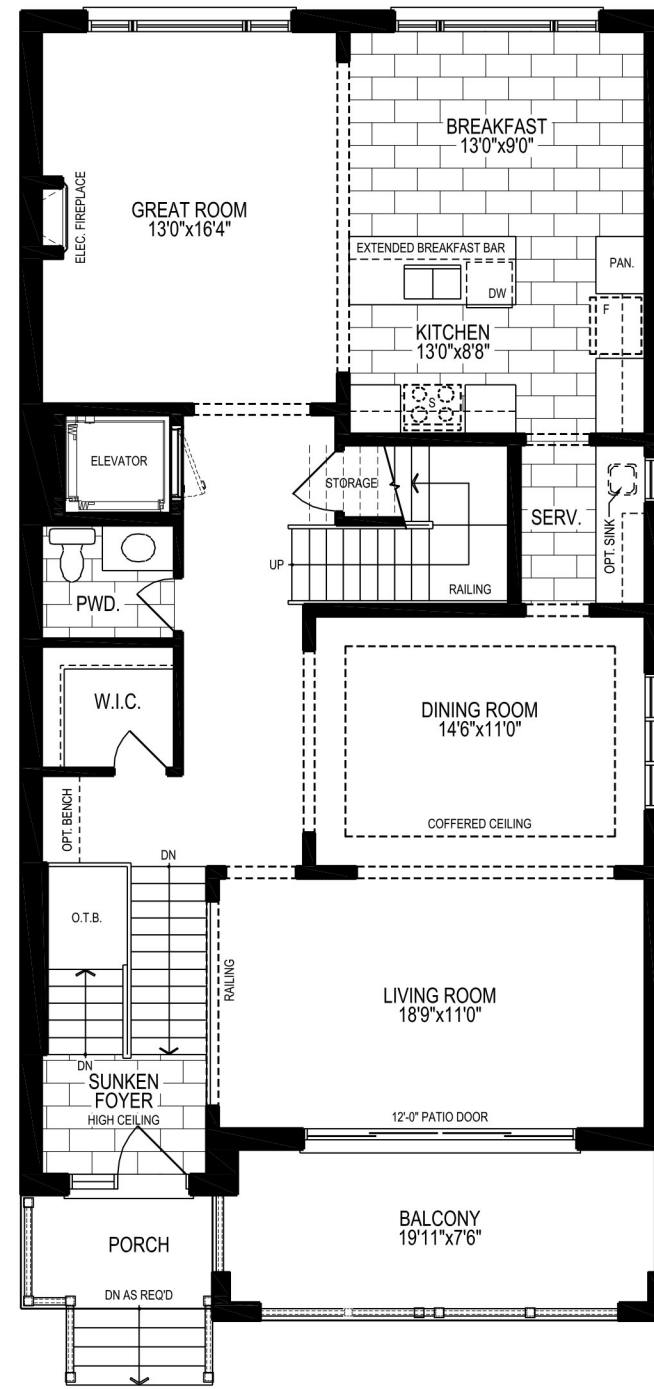 BREAKFAST
13'0"x9'0"
GREAT ROOM
13'0"x16'4"
ELEC. FIREPLACE
EXTENDED BREAKFAST BAR
PAN.
DW
F
KITCHEN
13'0"x8'8"
S
ELEVATOR
STORAGE
SERV.
OPT. SINK
UP
RAILING
PWD.
W.I.C.
DINING ROOM
14'6"x11'0"
COFFERED CEILING
OPT. BENCH
DN
O.T.B.
RAILING
LIVING ROOM
18'9"x11'0"
DN
SUNKEN
FOYER
HIGH CEILING
12'-0" PATIO DOOR
BALCONY
19'11"x7'6"
PORCH
DN AS REQ'D